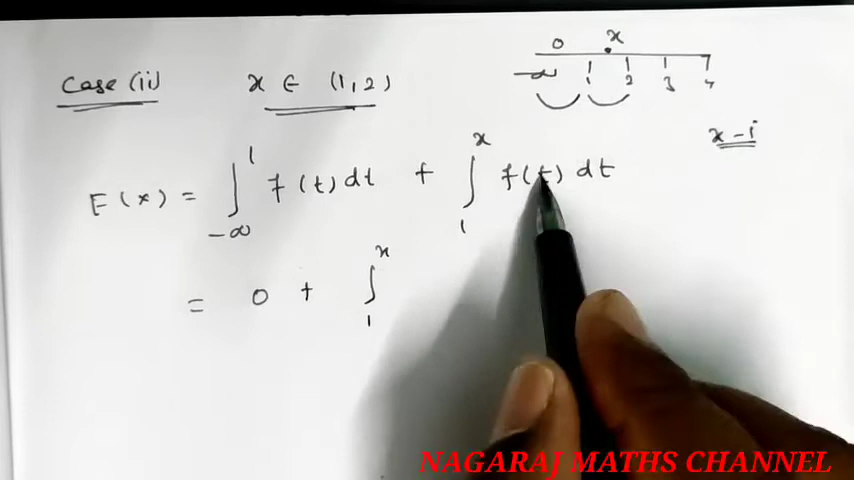 Case (ii) x ∈ (1,2)
0 x
-∞ 1 2 3 4
x-1
F(x) = ∫_{-∞}^{1} f(t) dt + ∫_{1}^{x} f(t) dt
= 0 + ∫_{1}^{x}
NAGARAJ MATHS CHANNEL